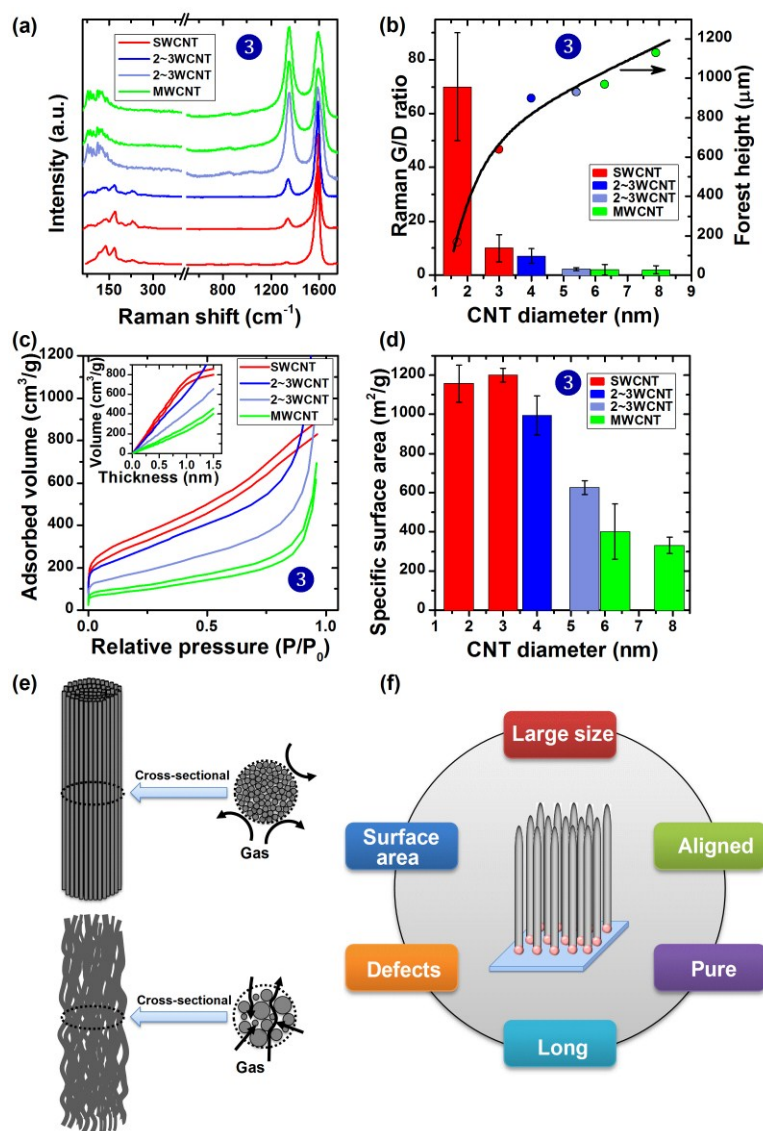 (a)
3
SWCNT
2~3WCNT
2~3WCNT
MWCNT
Intensity (a.u.)
150 300 1200 1400 1600
Raman shift (cm-1)
(b)
3
Raman G/D ratio
80
70
60
50
40
30
20
10
0
1 2 3 4 5 6 7 8 9
CNT diameter (nm)
1200
1000
800
600
400
200
0
Forest height (μm)
SWCNT
2~3WCNT
2~3WCNT
MWCNT
(c)
Adsorbed volume (cm3/g)
1200
1000
800
600
400
200
0
0.0 0.5 1.0
Relative pressure (P/P0)
Volume (cm3/g)
800
600
400
200
0
0.0 0.5 1.0 1.5
Thickness (nm)
SWCNT
2~3WCNT
2~3WCNT
MWCNT
3
(d)
3
Specific surface area (m2/g)
1200
1000
800
600
400
200
0
1 2 3 4 5 6 7 8
CNT diameter (nm)
SWCNT
2~3WCNT
2~3WCNT
MWCNT
(e)
Cross-sectional
Gas
Cross-sectional
Gas
(f)
Large size
Surface
area
Aligned
Defects
Pure
Long